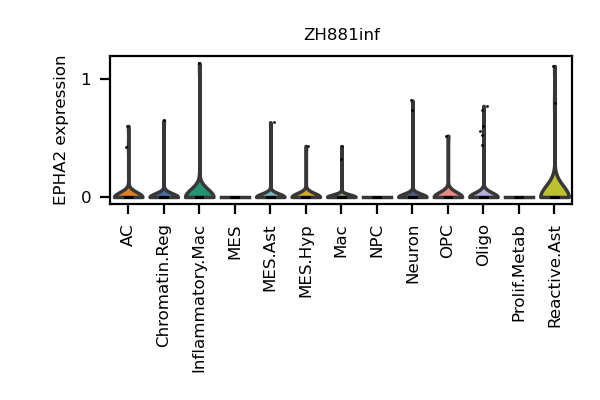 ZH881inf
EPHA2 expression
1
0
AC
Chromatin.Reg
Inflammatory.Mac
MES
MES.Ast
MES.Hyp
Mac
NPC
Neuron
OPC
Oligo
Prolif.Metab
Reactive.Ast